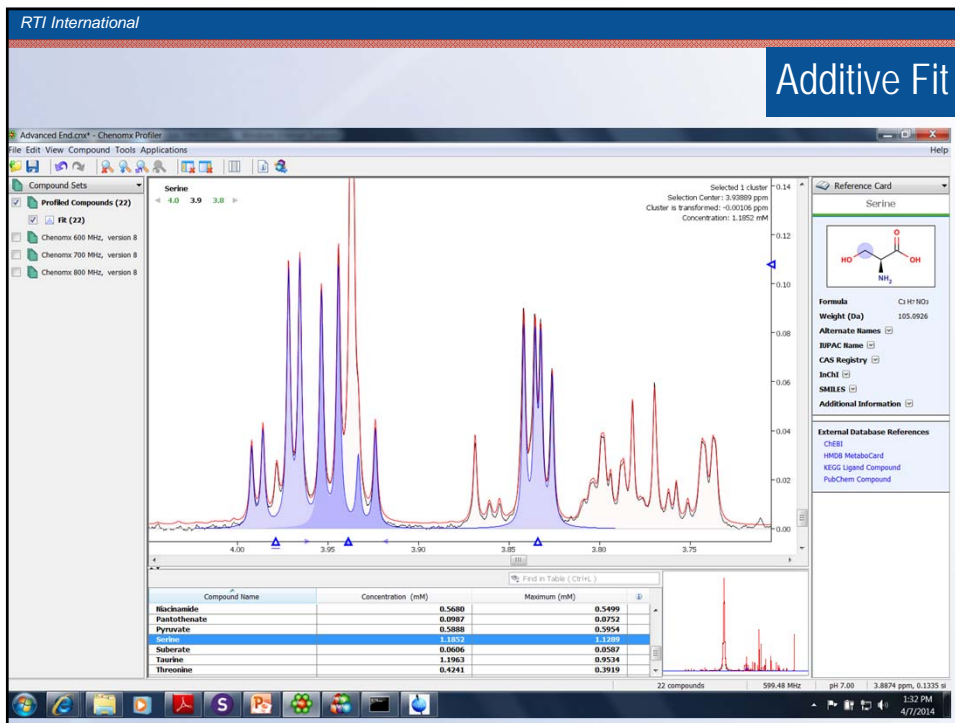 RTI International
Additive Fit
Advanced End.cnx* - Chenomx Profiler
File Edit View Compound Tools Applications
Help
Compound Sets
Profiled Compounds (22)
Fit (22)
Chenomx 600 MHz, version 8
Chenomx 700 MHz, version 8
Chenomx 800 MHz, version 8
Serine
4.0 3.9 3.8
Selected 1 cluster
Selection Center: 3.93889 ppm
Cluster is transformed: -0.00106 ppm
Concentration: 1.1852 mM
0.14
0.12
0.10
0.08
0.06
0.04
0.02
0.00
4.00 3.95 3.90 3.85 3.80 3.75
Find in Table ( Ctrl+L )
Compound Name Concentration (mM) Maximum (mM)
Niacinamide 0.5680 0.5499
Pantothenate 0.0987 0.0752
Pyruvate 0.5888 0.5954
Serine 1.1852 1.1289
Suberate 0.0606 0.0587
Taurine 1.1963 0.9534
Threonine 0.4241 0.3919
Reference Card
Serine
O
HO
OH
NH2
Formula C3 H7 NO3
Weight (Da) 105.0926
Alternate Names
IUPAC Name
CAS Registry
InChI
SMILES
Additional Information
External Database References
ChEBI
HMDB MetaboCard
KEGG Ligand Compound
PubChem Compound
22 compounds 599.48 MHz pH 7.00 3.8874 ppm, 0.1335 si
1:32 PM
4/7/2014